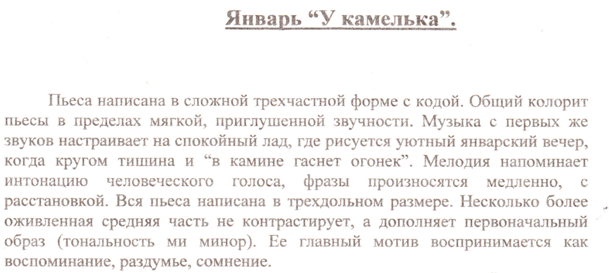 Январь “У камелька”.
Пьеса написана в сложной трехчастной форме с кодой. Общий колорит
пьесы в пределах мягкой, приглушенной звучности. Музыка с первых же
звуков настраивает на спокойный лад, где рисуется уютный январский вечер,
когда кругом тишина и “в камине гаснет огонек”. Мелодия напоминает
интонацию человеческого голоса, фразы произносятся медленно, с
расстановкой. Вся пьеса написана в трехдольном размере. Несколько более
оживленная средняя часть не контрастирует, а дополняет первоначальный
образ (тональность ми минор). Ее главный мотив воспринимается как
воспоминание, раздумье, сомнение.